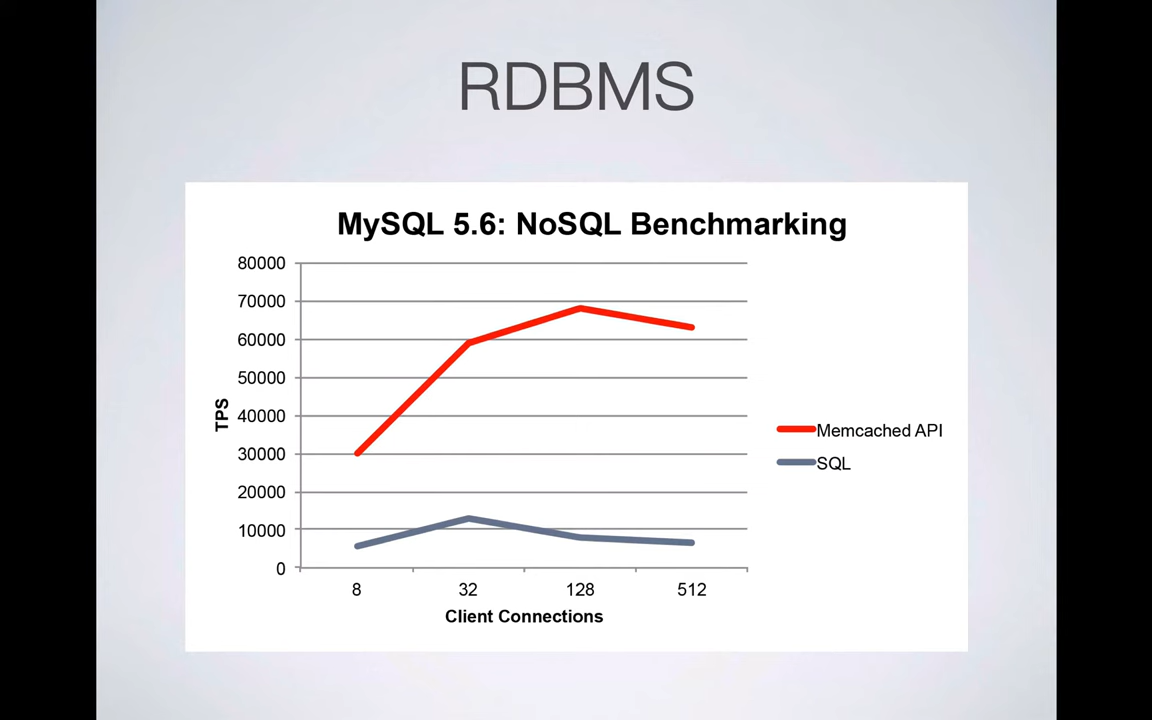 RDBMS
MySQL 5.6: NoSQL Benchmarking
80000
70000
60000
50000
40000
30000
20000
10000
0
TPS
8 32 128 512
Client Connections
Memcached API
SQL